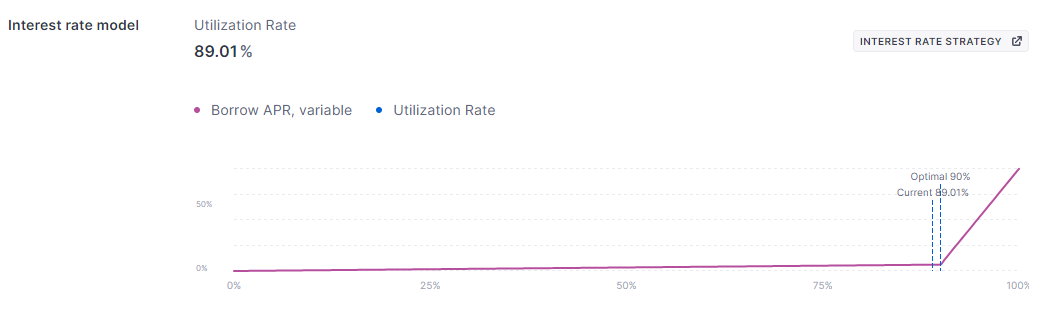 Interest rate model
Utilization Rate
89.01%
INTEREST RATE STRATEGY
Borrow APR, variable
Utilization Rate
Optimal 90%
Current 89.01%
50%
0%
0%
25%
50%
75%
100%